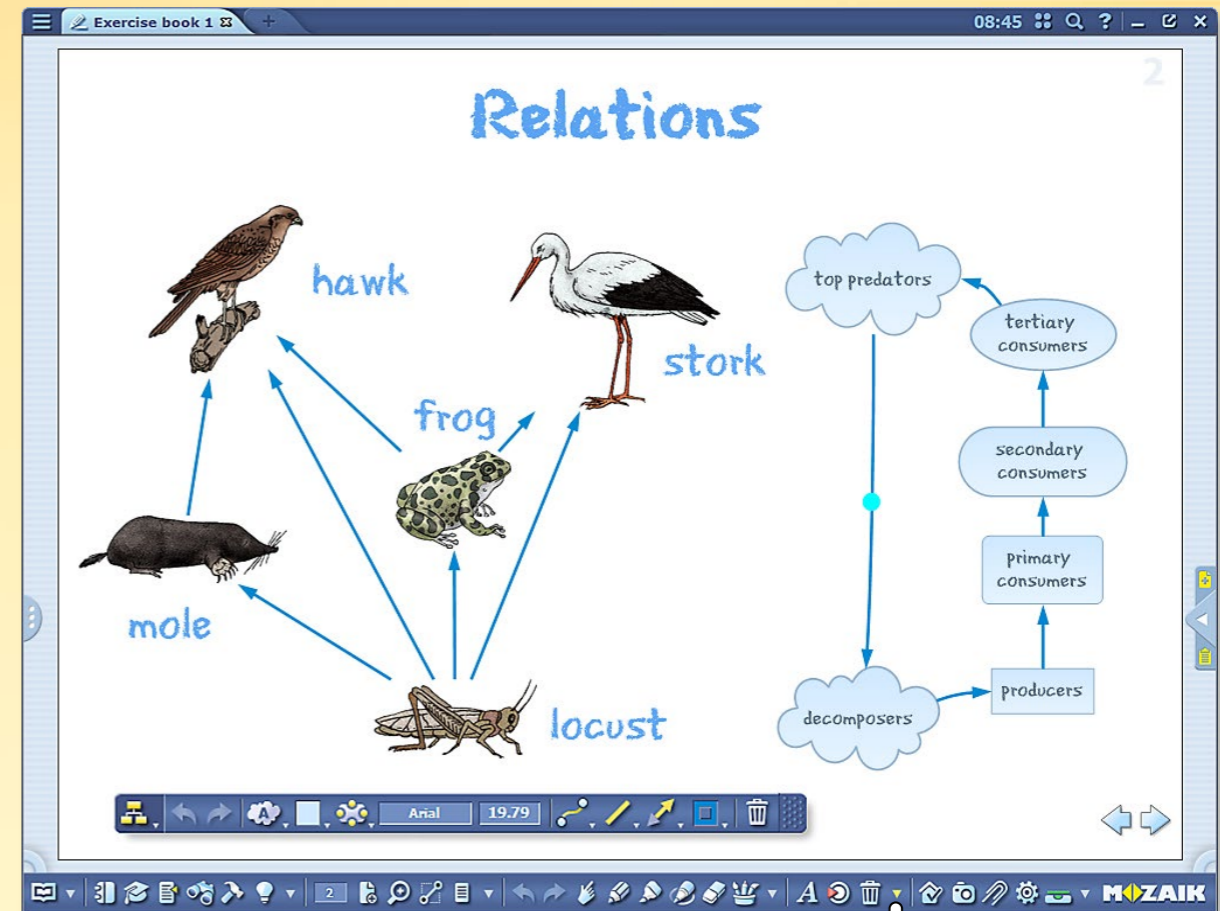 Exercise book 1
08:45
2
Relations
hawk
stork
frog
mole
locust
top predators
tertiary
consumers
secondary
consumers
primary
consumers
producers
decomposers
A
Arial
19.79
2
A
MOZAIK